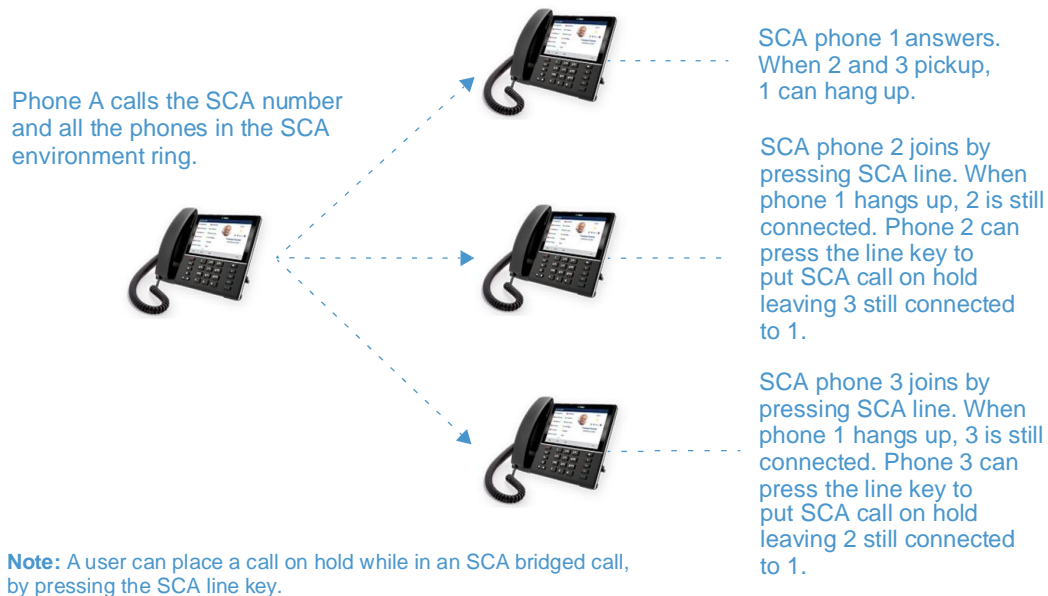 Phone A calls the SCA number
and all the phones in the SCA
environment ring.
SCA phone 1 answers.
When 2 and 3 pickup,
1 can hang up.
SCA phone 2 joins by
pressing SCA line. When
phone 1 hangs up, 2 is still
connected. Phone 2 can
press the line key to
put SCA call on hold
leaving 3 still connected
to 1.
SCA phone 3 joins by
pressing SCA line. When
phone 1 hangs up, 3 is still
connected. Phone 3 can
press the line key to
put SCA call on hold
leaving 2 still connected
to 1.
Note: A user can place a call on hold while in an SCA bridged call,
by pressing the SCA line key.